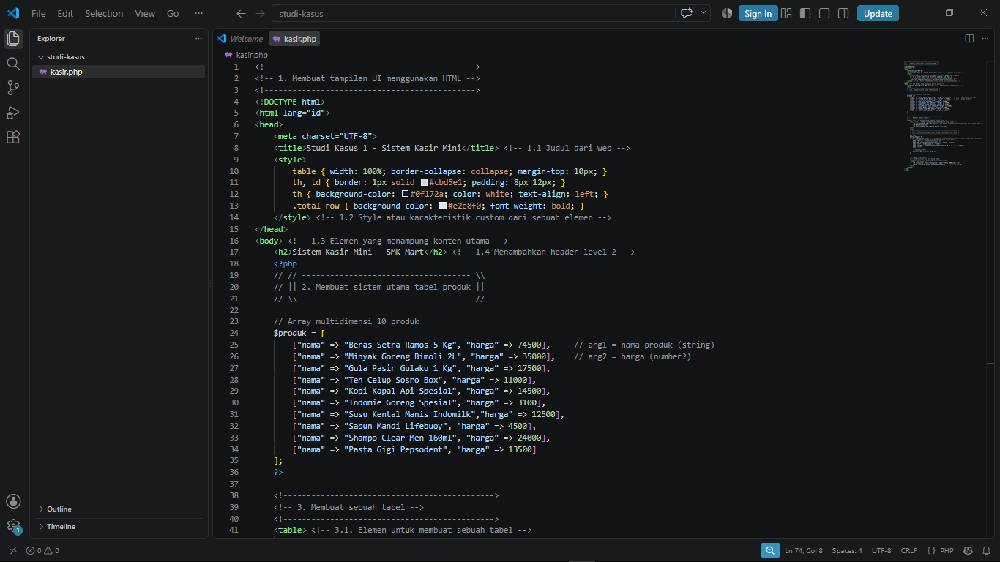 File Edit Selection View Go ··· studi-kasus Sign In Update
Explorer ···
studi-kasus
kasir.php
Outline
Timeline
1
Welcome kasir.php ···
kasir.php
1 <!--------------------------------------------->
2 <!-- 1. Membuat tampilan UI menggunakan HTML -->
3 <!--------------------------------------------->
4 <!DOCTYPE html>
5 <html lang="id">
6 <head>
7 <meta charset="UTF-8">
8 <title>Studi Kasus 1 - Sistem Kasir Mini</title> <!-- 1.1 Judul dari web -->
9 <style>
10 table { width: 100%; border-collapse: collapse; margin-top: 10px; }
11 th, td { border: 1px solid #cbd5e1; padding: 8px 12px; }
12 th { background-color: #0f172a; color: white; text-align: left; }
13 .total-row { background-color: #e2e8f0; font-weight: bold; }
14 </style> <!-- 1.2 Style atau karakteristik custom dari sebuah elemen -->
15 </head>
16 <body> <!-- 1.3 Elemen yang menampung konten utama -->
17 <h2>Sistem Kasir Mini — SMK Mart</h2> <!-- 1.4 Menambahkan header level 2 -->
18 <?php
19 // // ------------------------------------ \\
20 // || 2. Membuat sistem utama tabel produk ||
21 // \\ ------------------------------------ //
22
23 // Array multidimensi 10 produk
24 $produk = [
25 ["nama" => "Beras Setra Ramos 5 Kg", "harga" => 74500], // arg1 = nama produk (string)
26 ["nama" => "Minyak Goreng Bimoli 2L", "harga" => 35000], // arg2 = harga (number?)
27 ["nama" => "Gula Pasir Gulaku 1 Kg", "harga" => 17500],
28 ["nama" => "Teh Celup Sosro Box", "harga" => 11000],
29 ["nama" => "Kopi Kapal Api Spesial", "harga" => 14500],
30 ["nama" => "Indomie Goreng Spesial", "harga" => 3100],
31 ["nama" => "Susu Kental Manis Indomilk","harga" => 12500],
32 ["nama" => "Sabun Mandi Lifebuoy", "harga" => 4500],
33 ["nama" => "Shampo Clear Men 160ml", "harga" => 24000],
34 ["nama" => "Pasta Gigi Pepsodent", "harga" => 13500]
35 ];
36 ?>
37
38 <!--------------------------------------------->
39 <!-- 3. Membuat sebuah tabel -->
40 <!--------------------------------------------->
41 <table> <!-- 3.1. Elemen untuk membuat sebuah tabel -->
0 0 Ln 74, Col 8 Spaces: 4 UTF-8 CRLF { } PHP